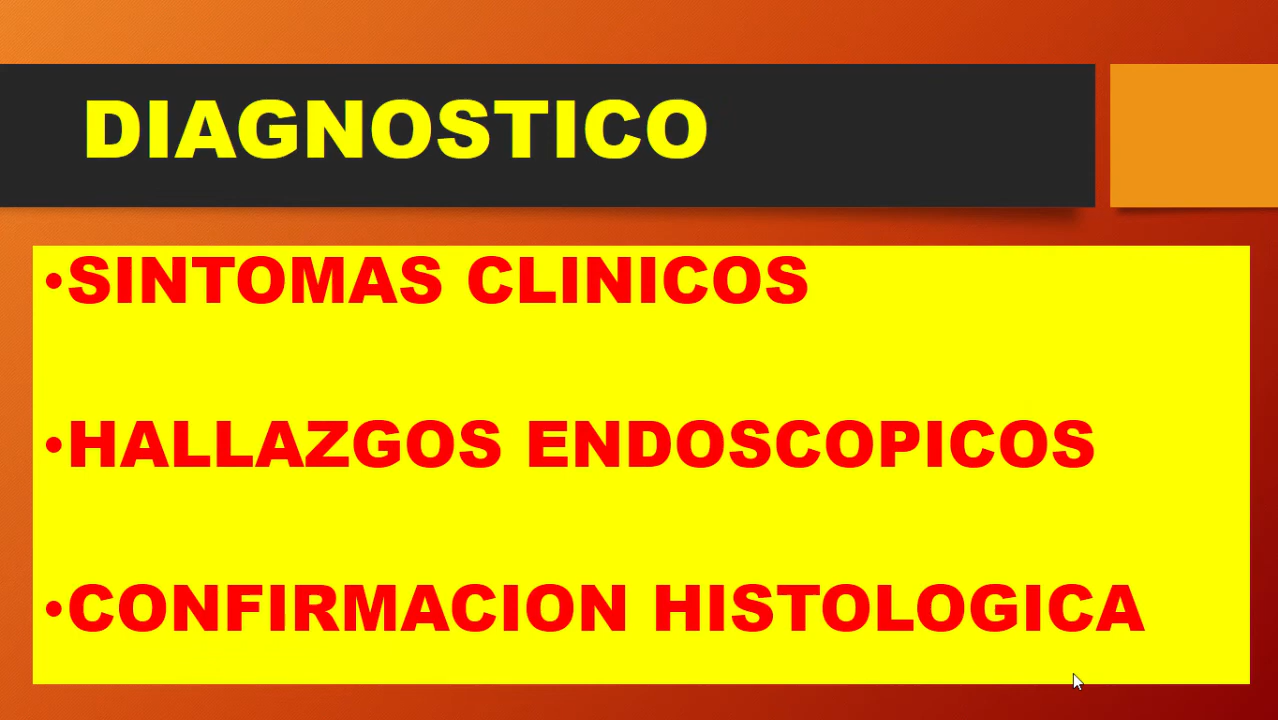 DIAGNOSTICO
•SINTOMAS CLINICOS
•HALLAZGOS ENDOSCOPICOS
•CONFIRMACION HISTOLOGICA